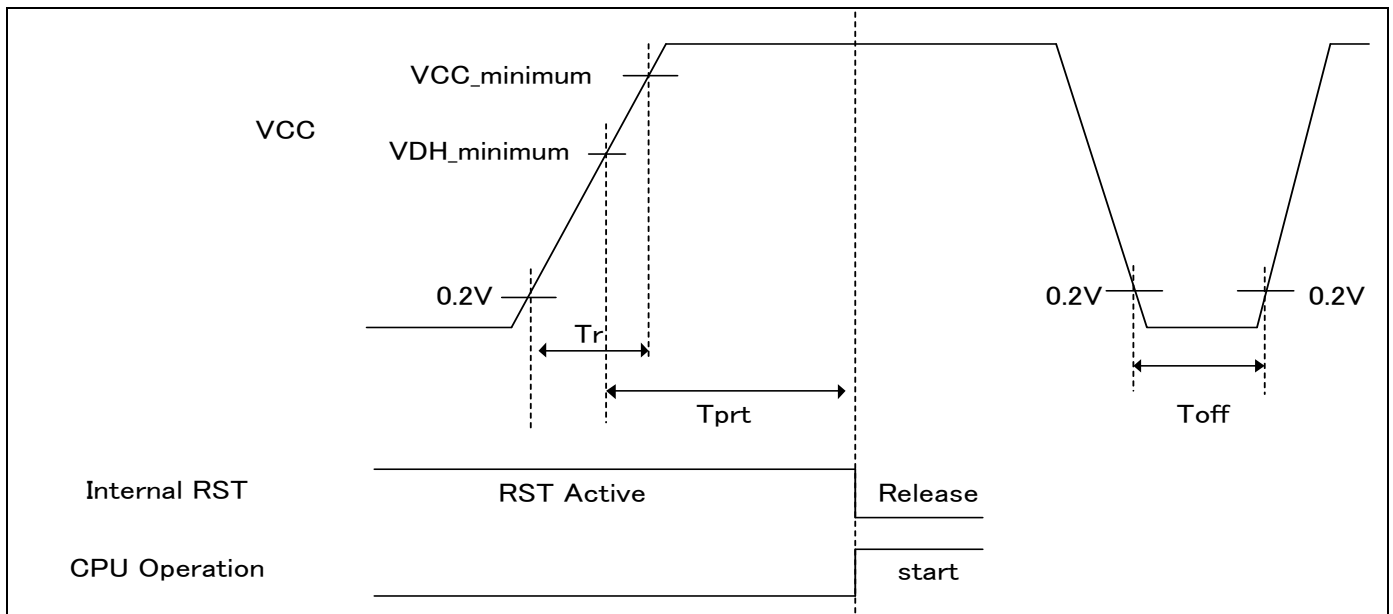 VCC_minimum
VCC
VDH_minimum
0.2V
0.2V
0.2V
Tr
Tprt
Toff
Internal RST
RST Active
Release
CPU Operation
start